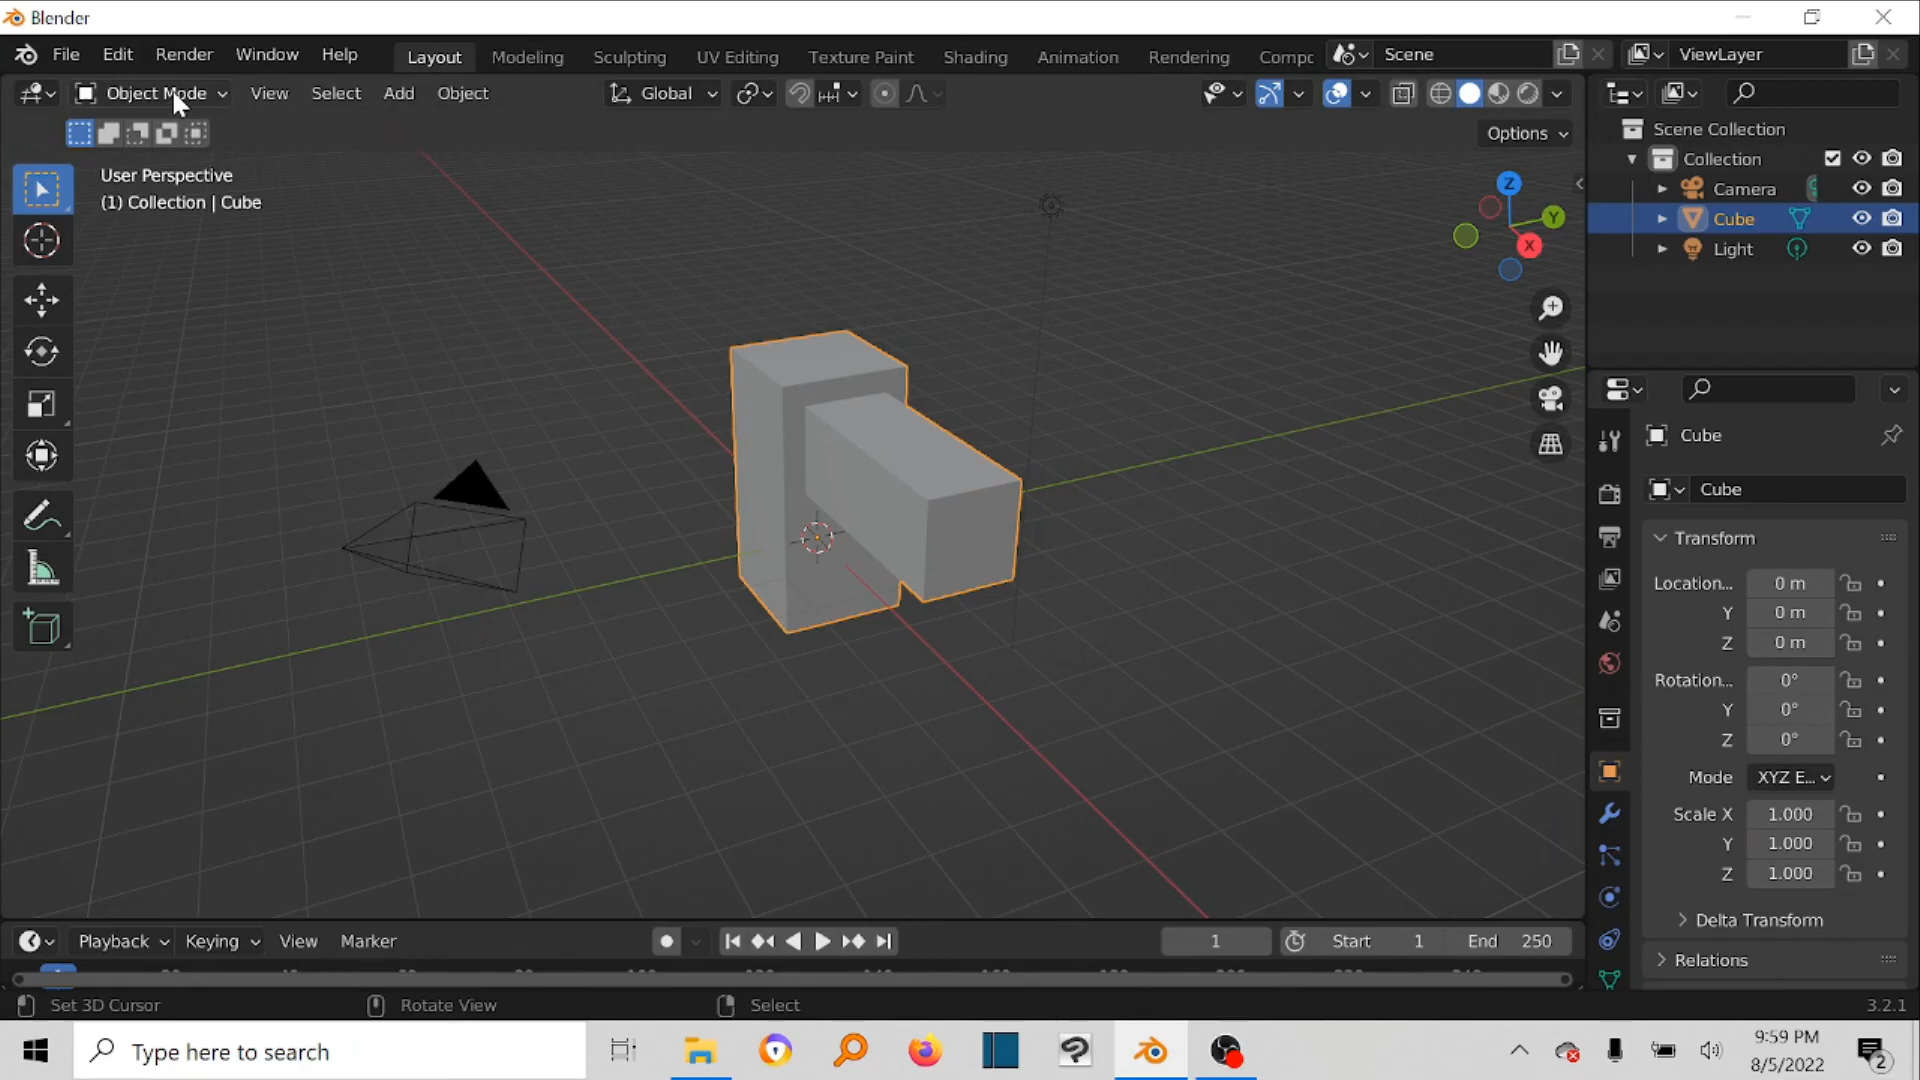 Blender
File Edit Render Window Help Layout Modeling Sculpting UV Editing Texture Paint Shading Animation Rendering Compc Scene ViewLayer
Object Mode View Select Add Object Global
Options
User Perspective
(1) Collection | Cube
Z
Y
X
Scene Collection
Collection
Camera
Cube
Light
Cube
Cube
Transform
Location... 0 m
Y 0 m
Z 0 m
Rotation... 0°
Y 0°
Z 0°
Mode XYZ E...
Scale X 1.000
Y 1.000
Z 1.000
Delta Transform
Relations
Playback Keying View Marker 1 Start 1 End 250
Set 3D Cursor Rotate View Select 3.2.1
Type here to search
9:59 PM
8/5/2022
2